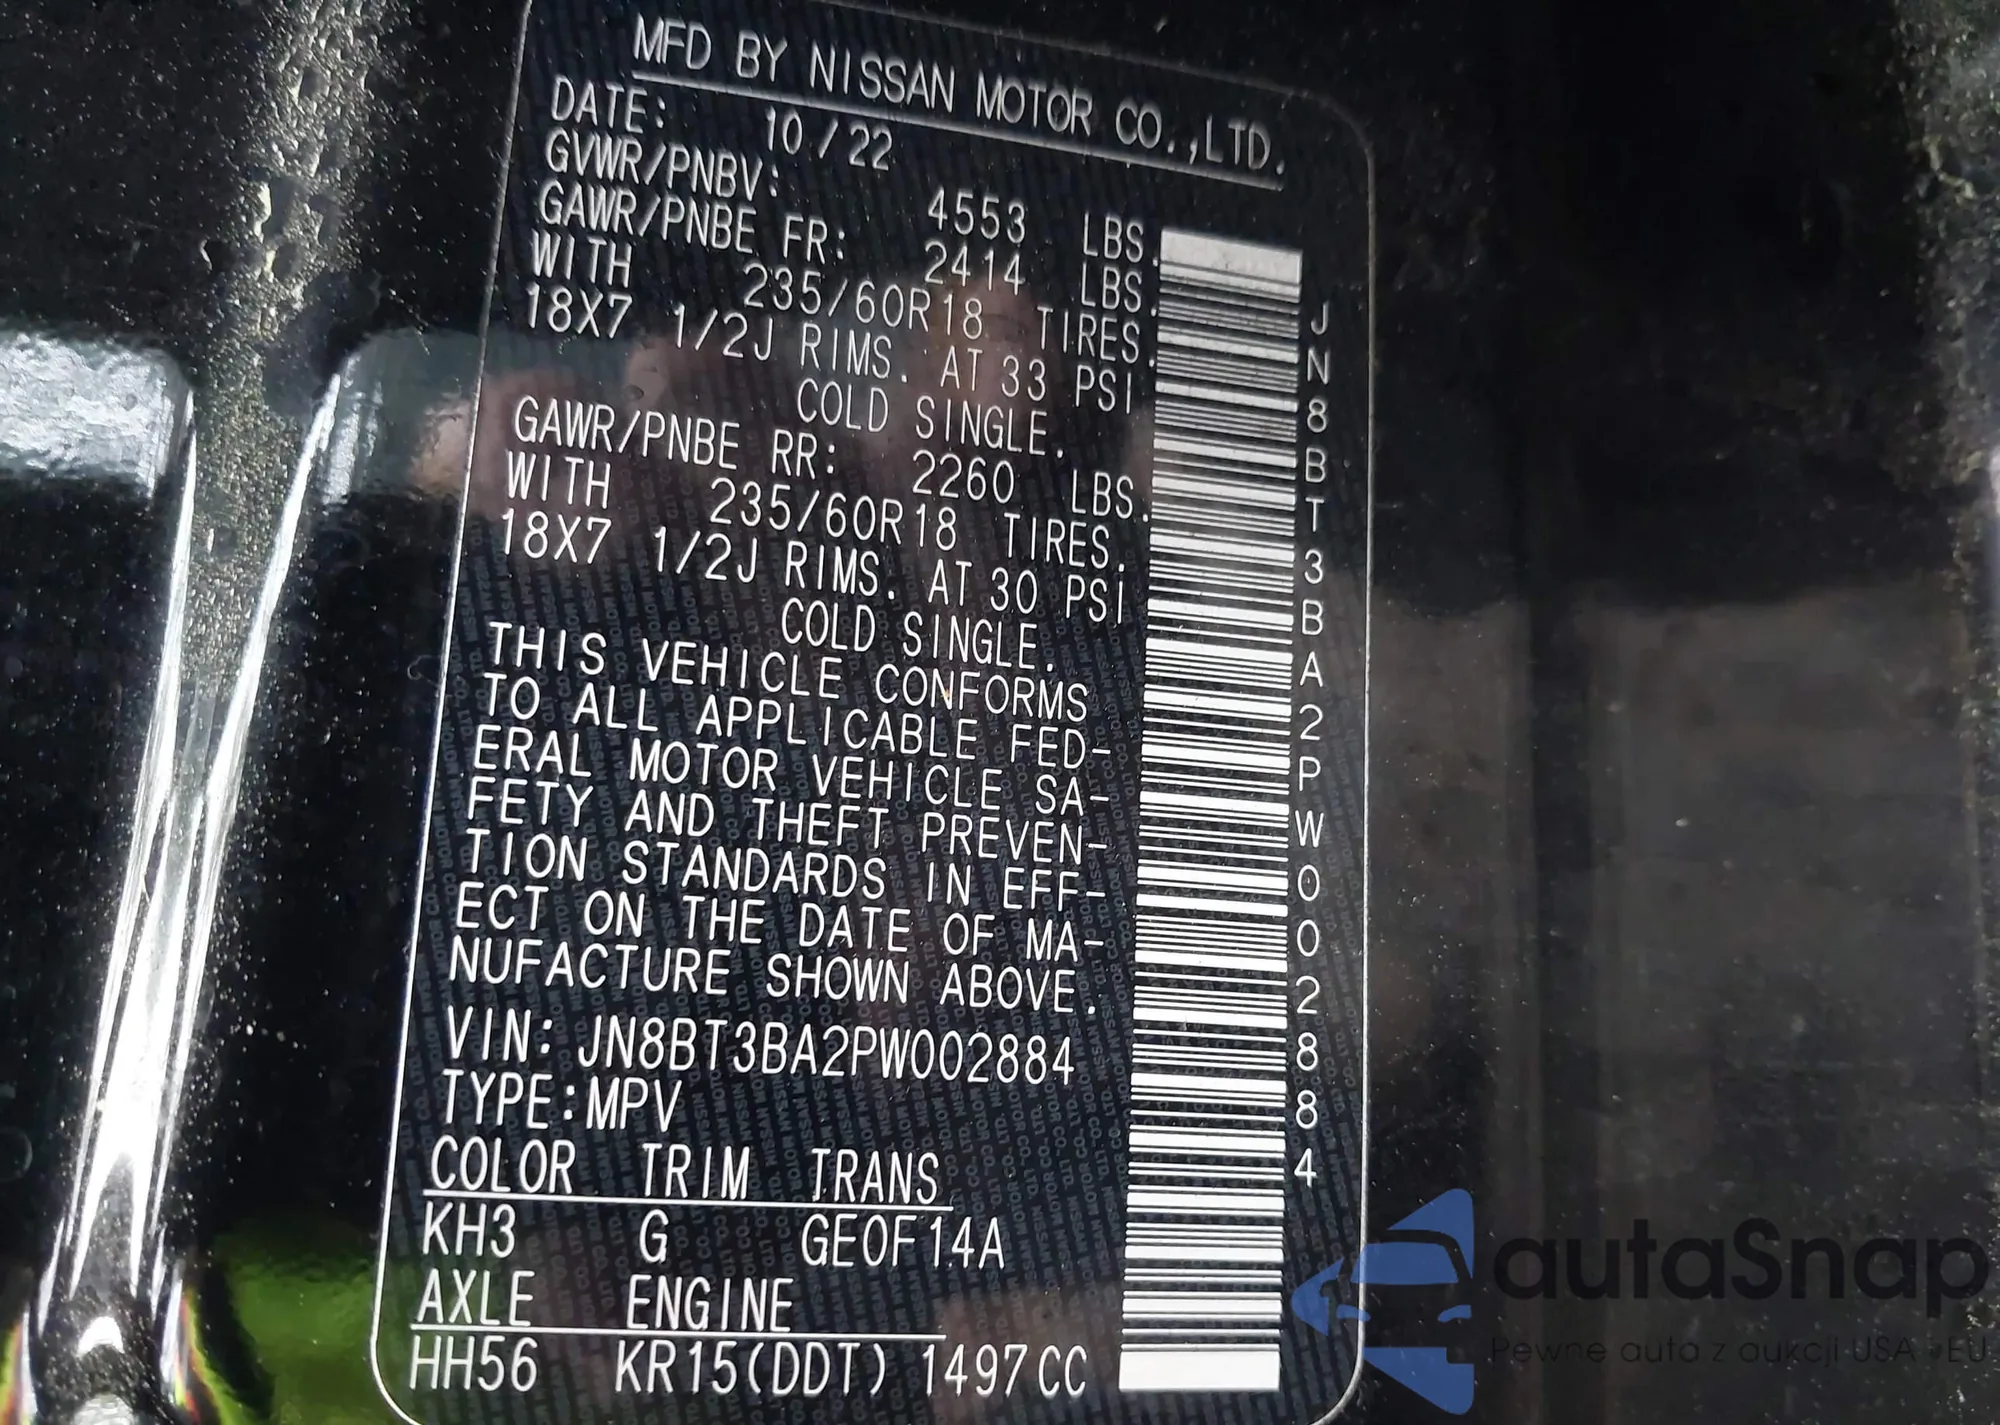 MFD BY NISSAN MOTOR CO.,LTD.
DATE: 10/22
GVWR/PNBV: 4553 LBS.
GAWR/PNBE FR: 2414 LBS.
WITH 235/60R18 TIRES.
18X7 1/2J RIMS. AT 33 PSI
COLD SINGLE.
GAWR/PNBE RR: 2260 LBS.
WITH 235/60R18 TIRES.
18X7 1/2J RIMS. AT 30 PSI
COLD SINGLE.
THIS VEHICLE CONFORMS
TO ALL APPLICABLE FED-
ERAL MOTOR VEHICLE SA-
FETY AND THEFT PREVEN-
TION STANDARDS IN EFF-
ECT ON THE DATE OF MA-
NUFACTURE SHOWN ABOVE.
VIN: JN8BT3BA2PW002884
TYPE:MPV
COLOR TRIM TRANS
KH3 G GE0F14A
AXLE ENGINE
HH56 KR15(DDT) 1497CC
JN8BT3BA2PW002884
autaSnap
Pewne auta z aukcji USA i EU